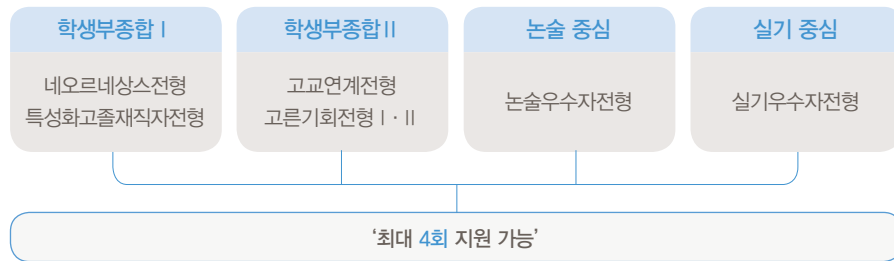 학생부종합 Ⅰ
네오르네상스전형
특성화고졸재직자전형
학생부종합Ⅱ
고교연계전형
고른기회전형 Ⅰ · Ⅱ
논술 중심
논술우수자전형
실기 중심
실기우수자전형
‘최대 4회 지원 가능’